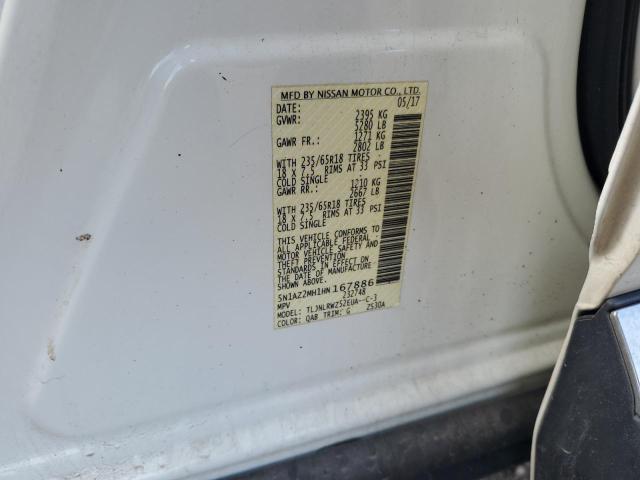 MFD BY NISSAN MOTOR CO., LTD.
DATE: 05/17
GVWR: 2395 KG
5280 LB
GAWR FR.: 1271 KG
2802 LB
WITH 235/65R18 TIRES
18 X 7.5 RIMS AT 33 PSI
COLD SINGLE
GAWR RR.: 1210 KG
2667 LB
WITH 235/65R18 TIRES
18 X 7.5 RIMS AT 33 PSI
COLD SINGLE
THIS VEHICLE CONFORMS TO
ALL APPLICABLE FEDERAL
MOTOR VEHICLE SAFETY AND
THEFT PREVENTION
STANDARDS IN EFFECT ON
THE DATE OF MANUFACTURE
SHOWN ABOVE.
5N1AZ2MH1HN 167886
MPV 232748
MODEL: TLJNLRWZ52EUA--C-3
COLOR: QAB TRIM: G Z530A